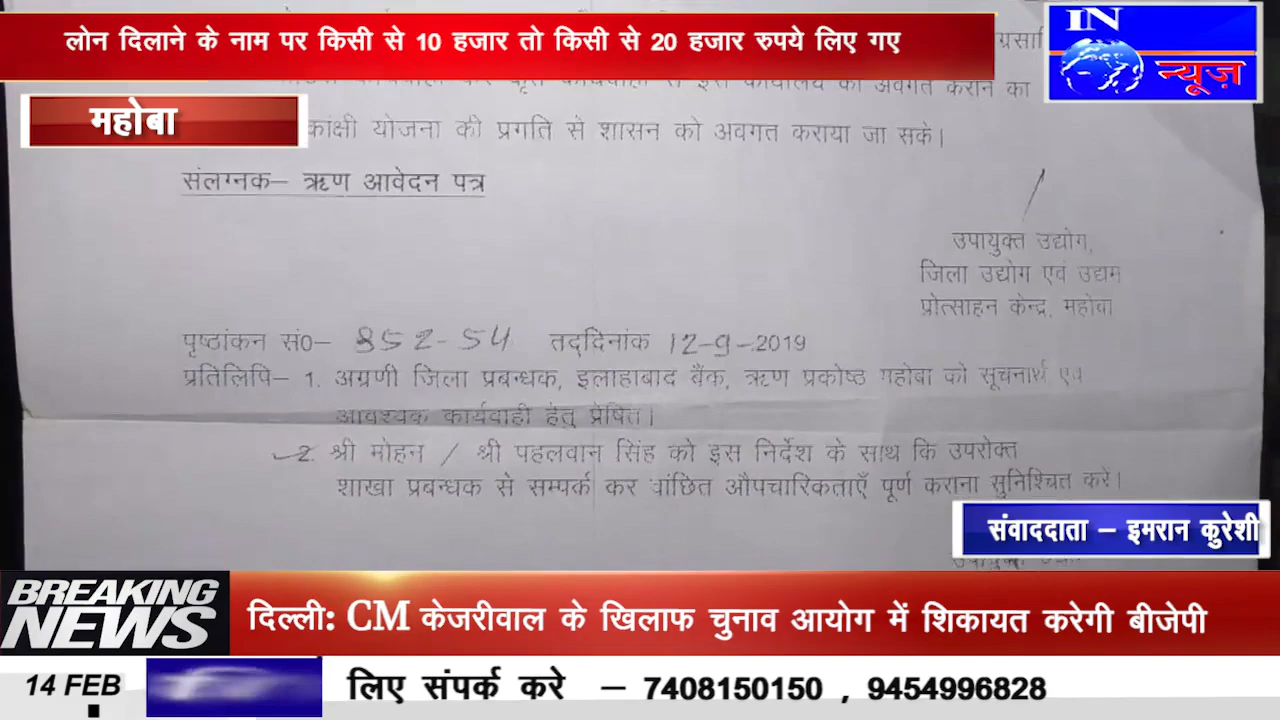 लोन दिलाने के नाम पर किसी से 10 हजार तो किसी से 20 हजार रुपये लिए गए
IN
न्यूज़
महोबा
कार्यालय को अवगत कराने का
कांक्षी योजना की प्रगति से शासन को अवगत कराया जा सके।
संलग्नक– ऋण आवेदन पत्र
उपायुक्त उद्योग,
जिला उद्योग एवं उद्यम
प्रोत्साहन केन्द्र, महोबा
पृष्ठांकन सं0– 852-54 तद्दिनांक 12-9-2019
प्रतिलिपि– 1. अग्रणी जिला प्रबन्धक, इलाहाबाद बैंक, ऋण प्रकोष्ठ महोबा को सूचनार्थ एवं
आवश्यक कार्यवाही हेतु प्रेषित।
2. श्री मोहन / श्री पहलवान सिंह को इस निर्देश के साथ कि उपरोक्त
शाखा प्रबन्धक से सम्पर्क कर वांछित औपचारिकताएँ पूर्ण कराना सुनिश्चित करें।
संवाददाता – इमरान कुरेशी
BREAKING
NEWS
दिल्ली: CM केजरीवाल के खिलाफ चुनाव आयोग में शिकायत करेगी बीजेपी
14 FEB
लिए संपर्क करे – 7408150150 , 9454996828